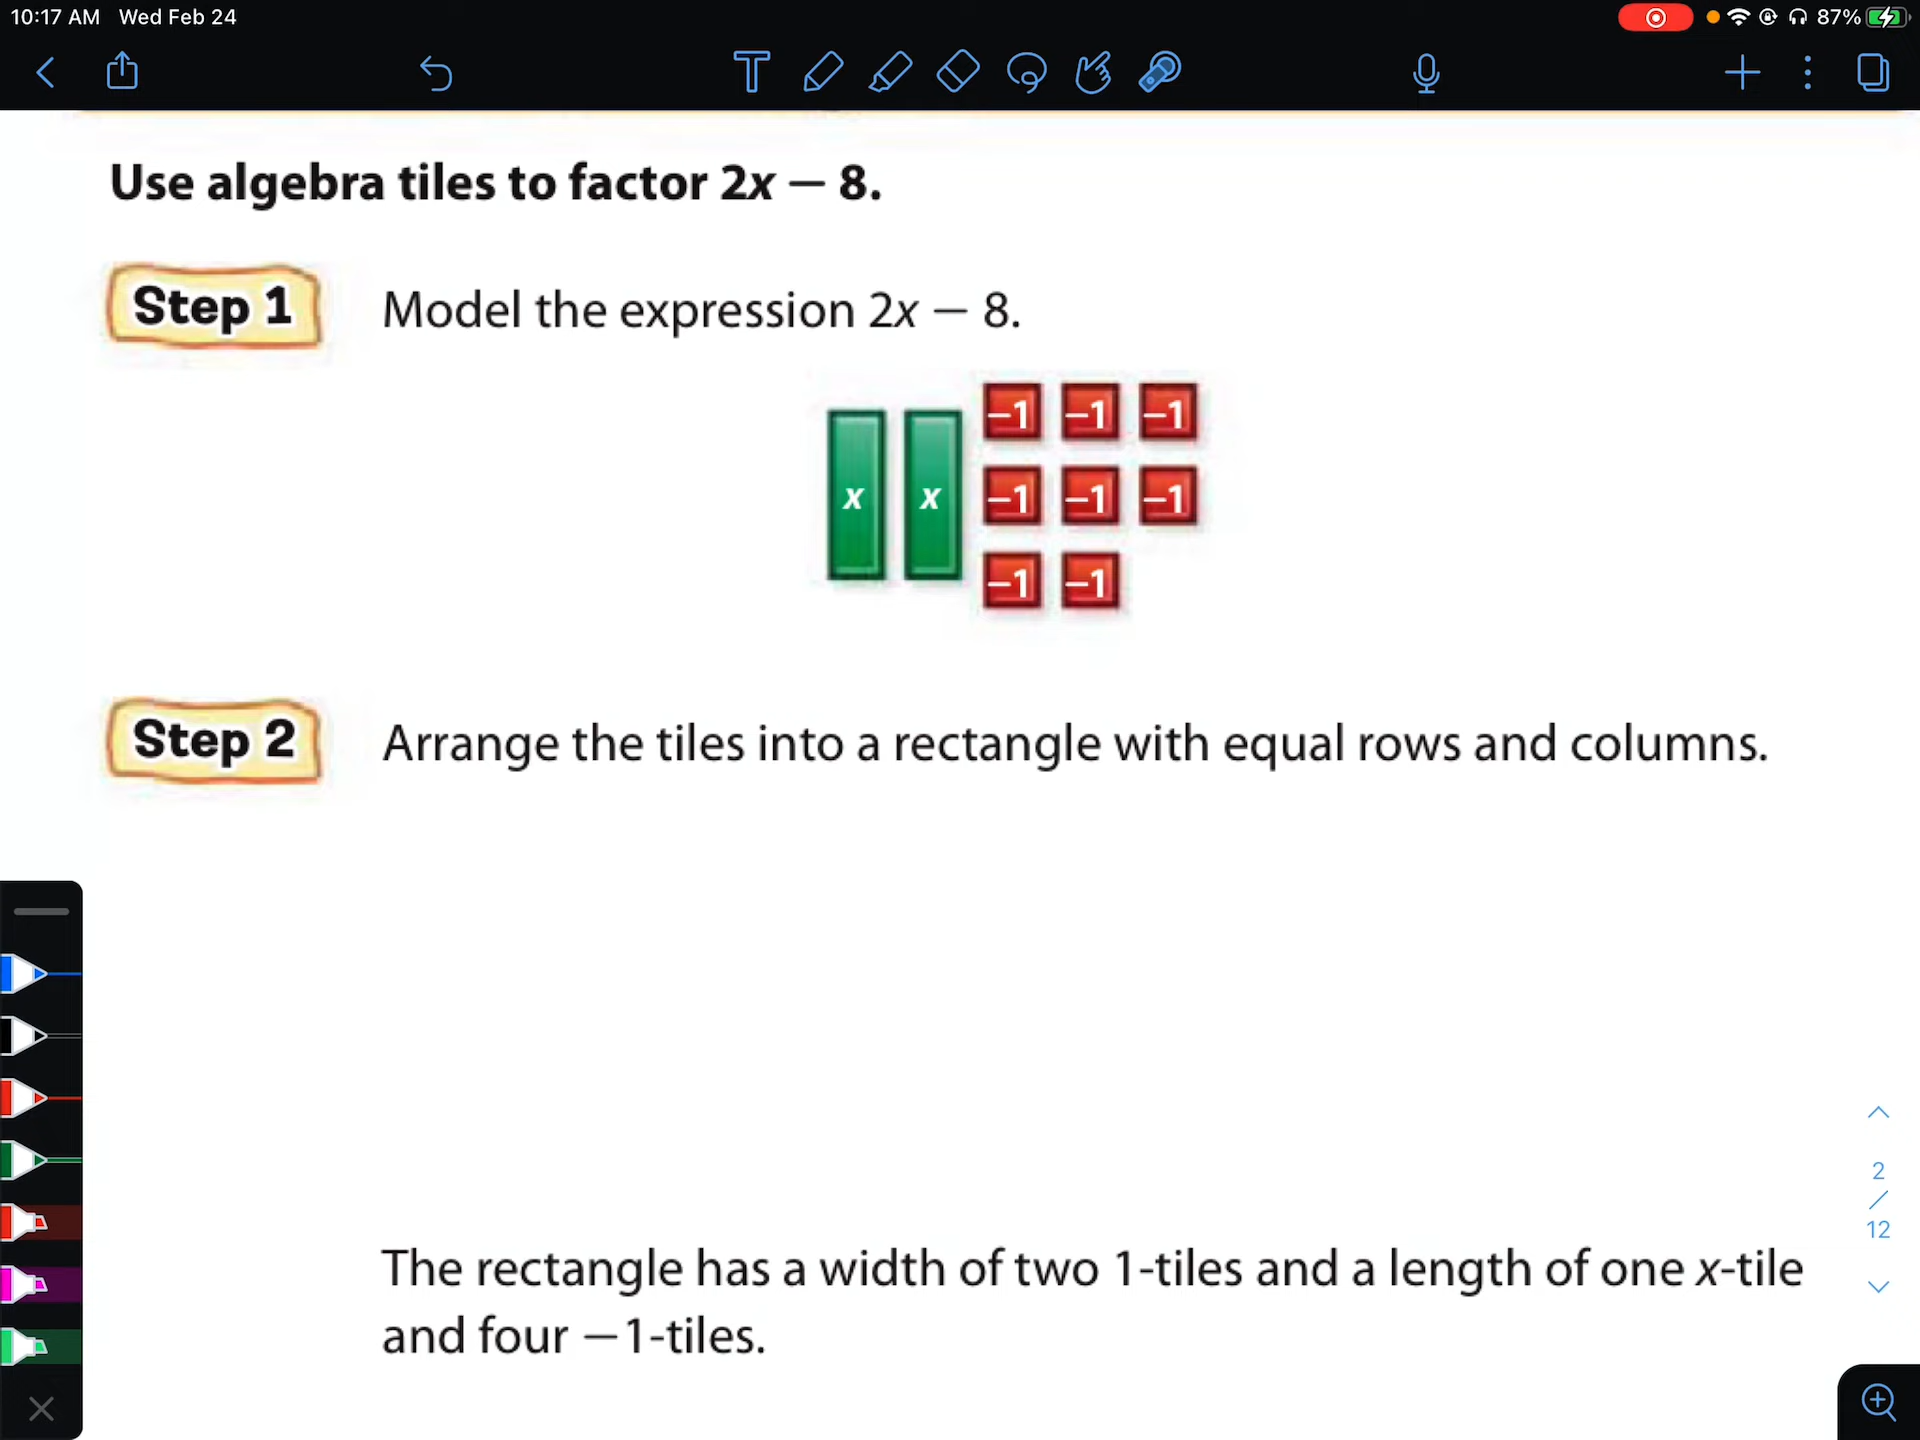 10:17 AM Wed Feb 24
87%
T
Use algebra tiles to factor 2x – 8.
Step 1 Model the expression 2x – 8.
–1 –1 –1
x x –1 –1 –1
–1 –1
Step 2 Arrange the tiles into a rectangle with equal rows and columns.
2
/
12
The rectangle has a width of two 1-tiles and a length of one x-tile
and four –1-tiles.